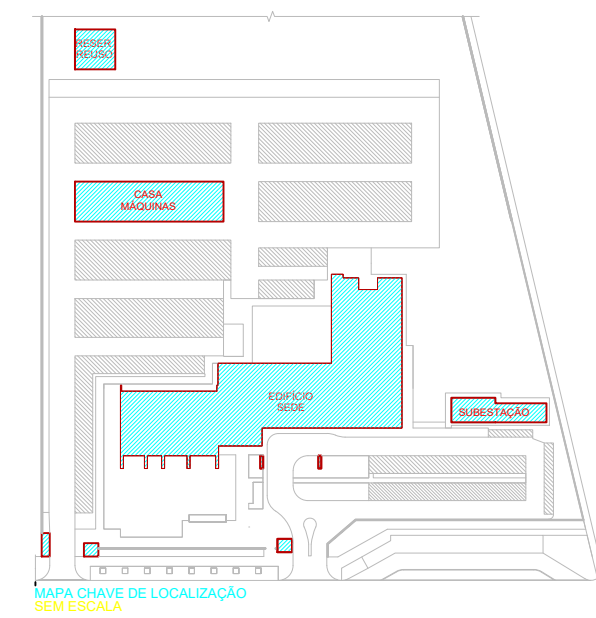 RESER.
REUSO
CASA
MÁQUINAS
EDIFÍCIO
SEDE
SUBESTAÇÃO
MAPA CHAVE DE LOCALIZAÇÃO
SEM ESCALA